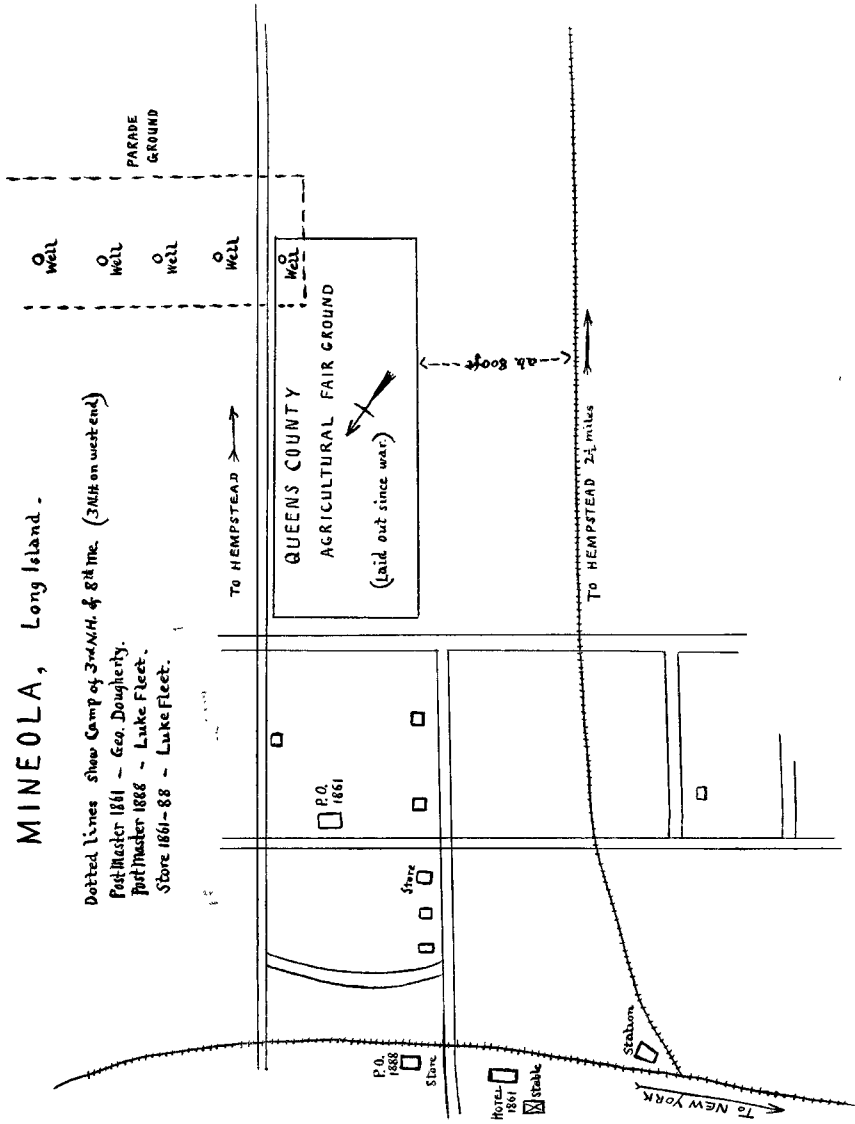 MINEOLA, Long Island.
Dotted lines show Camp of 3rd N.H. & 8th Me. (3 N.H. on west end)
Post Master 1861 – Geo. Dougherty.
Post Master 1888 – Luke Fleet.
Store 1861–88 – Luke Fleet.
PARADE
GROUND
Well
Well
Well
Well
Well
TO HEMPSTEAD
QUEENS COUNTY
AGRICULTURAL FAIR GROUND
(Laid out since war.)
ab 800ft
TO HEMPSTEAD 2½ miles
P.O.
1861
Store
P.O.
1888
Store
HOTEL
1861
Stable
Station
TO NEW YORK